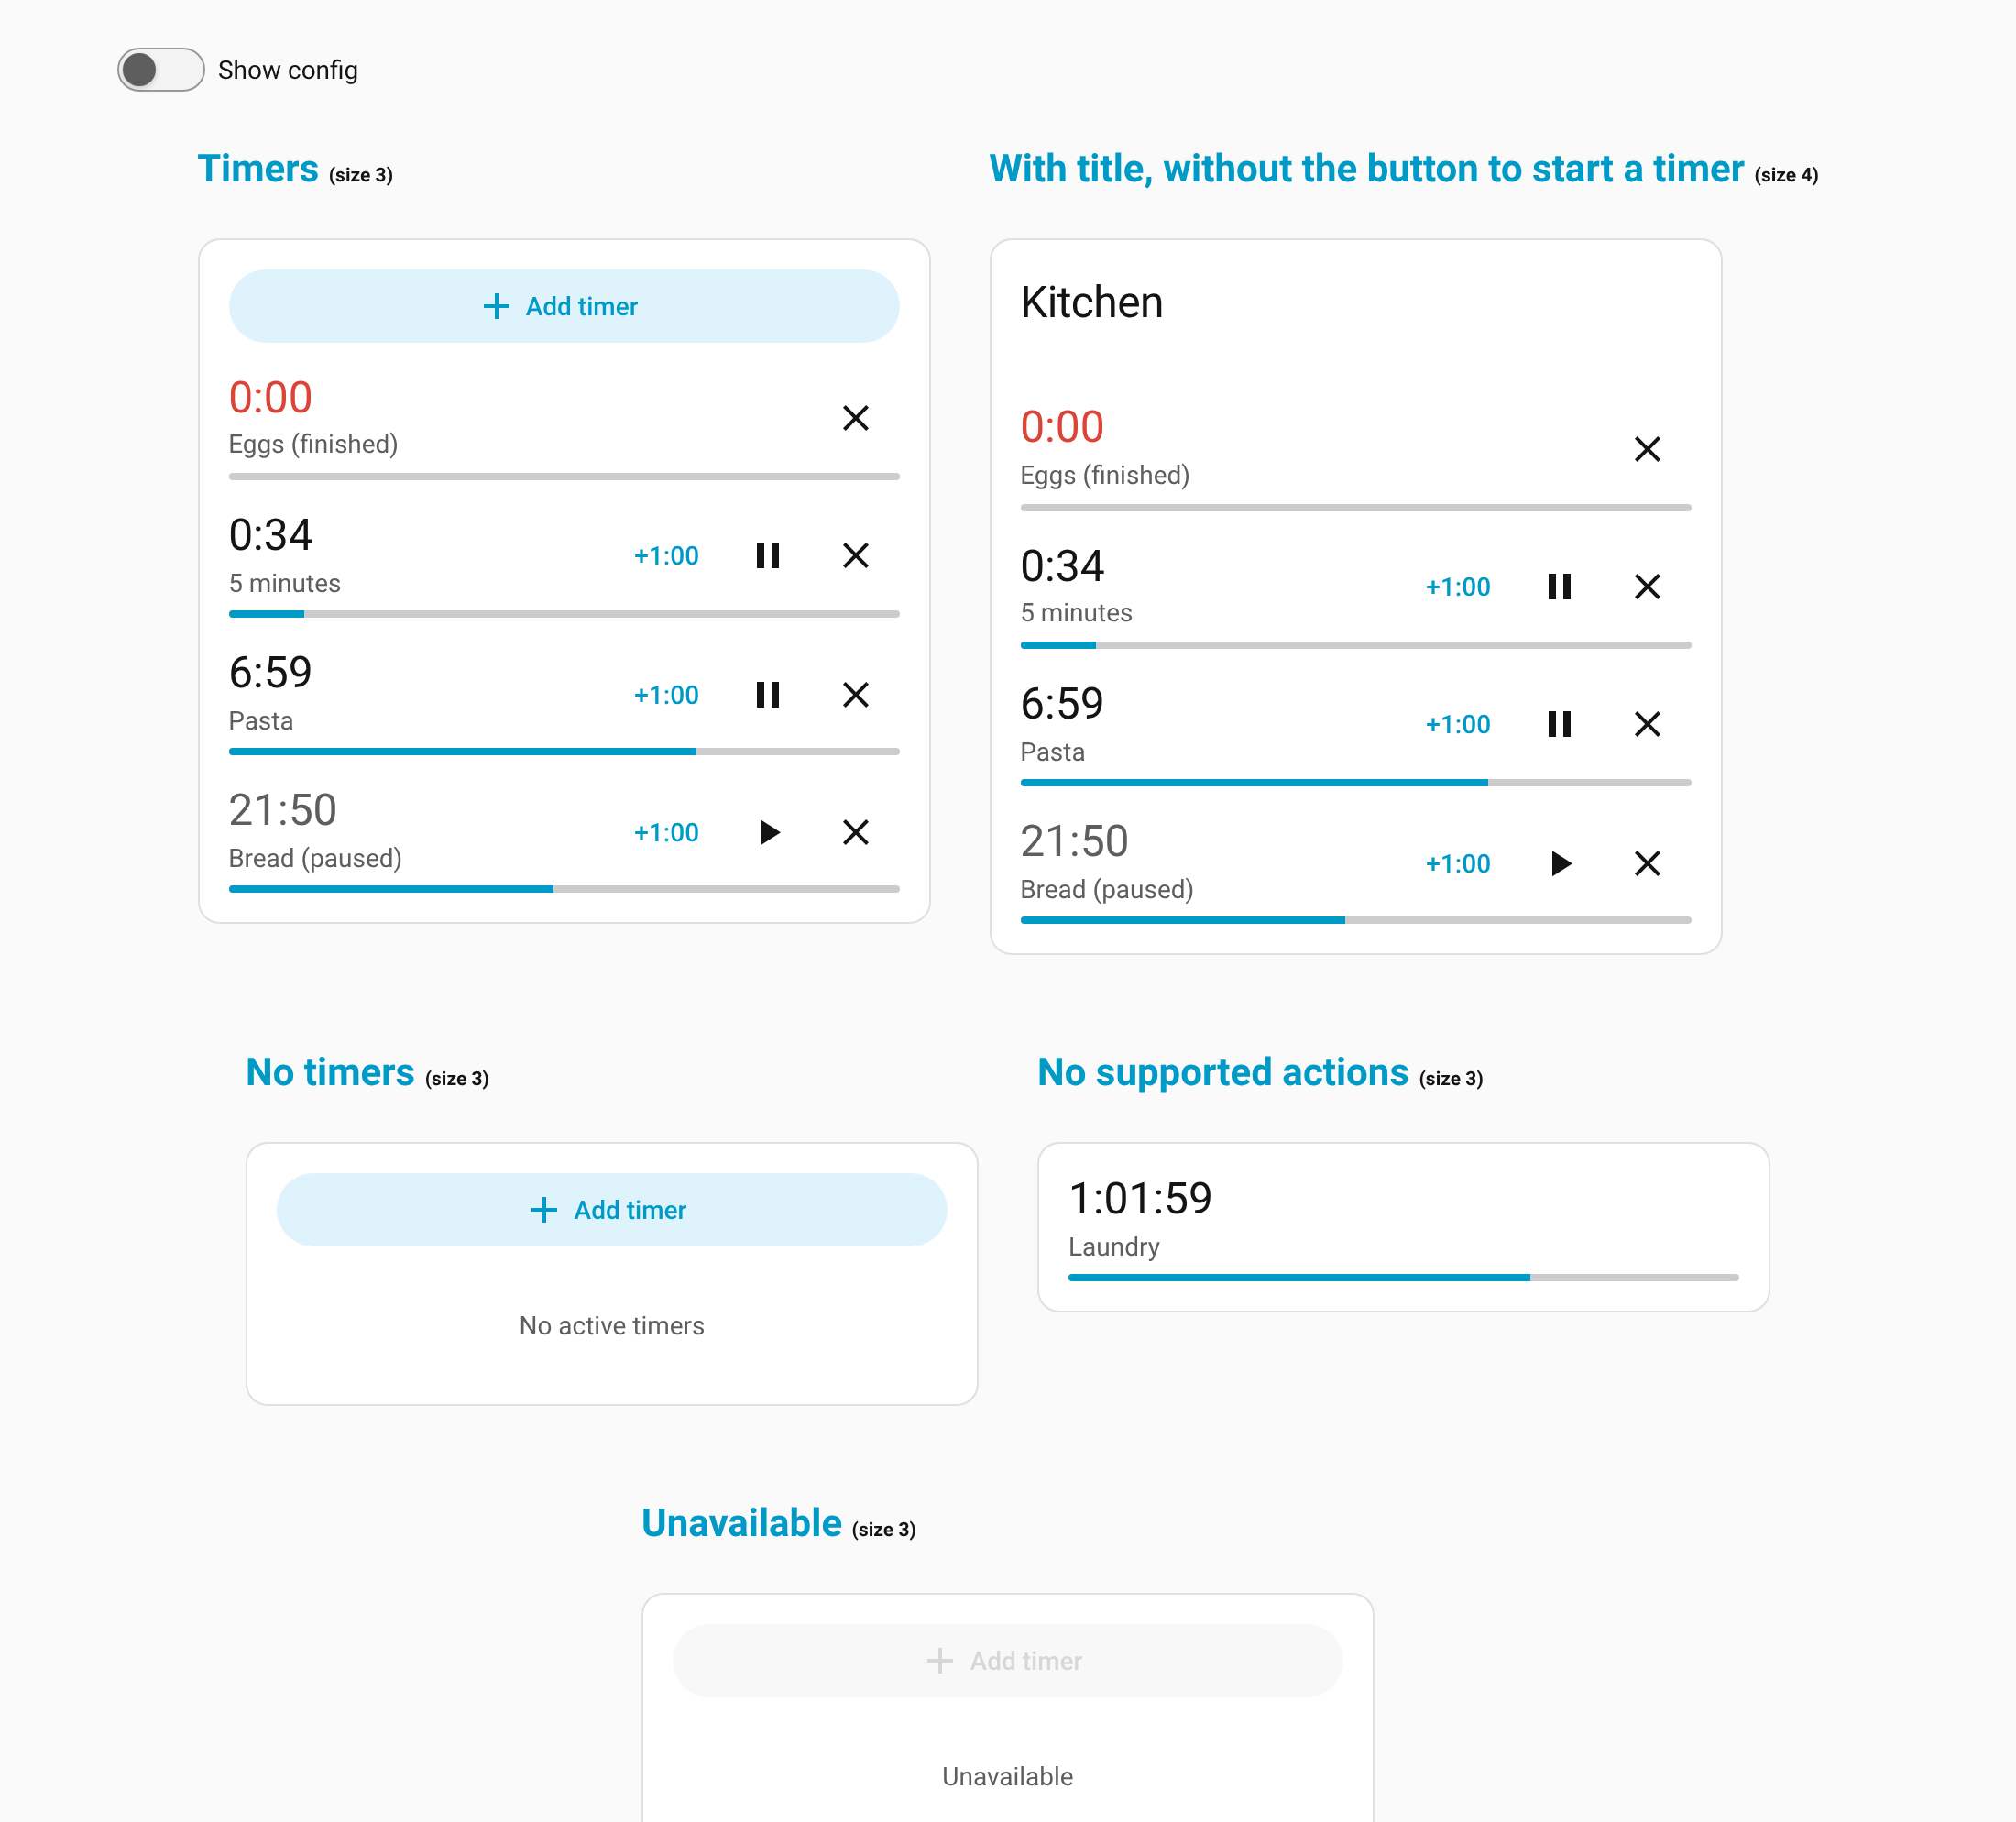 Show config
Timers (size 3)
Add timer
0:00
Eggs (finished)
0:34
5 minutes
+1:00
6:59
Pasta
+1:00
21:50
Bread (paused)
+1:00
With title, without the button to start a timer (size 4)
Kitchen
0:00
Eggs (finished)
0:34
5 minutes
+1:00
6:59
Pasta
+1:00
21:50
Bread (paused)
+1:00
No timers (size 3)
Add timer
No active timers
No supported actions (size 3)
1:01:59
Laundry
Unavailable (size 3)
Add timer
Unavailable